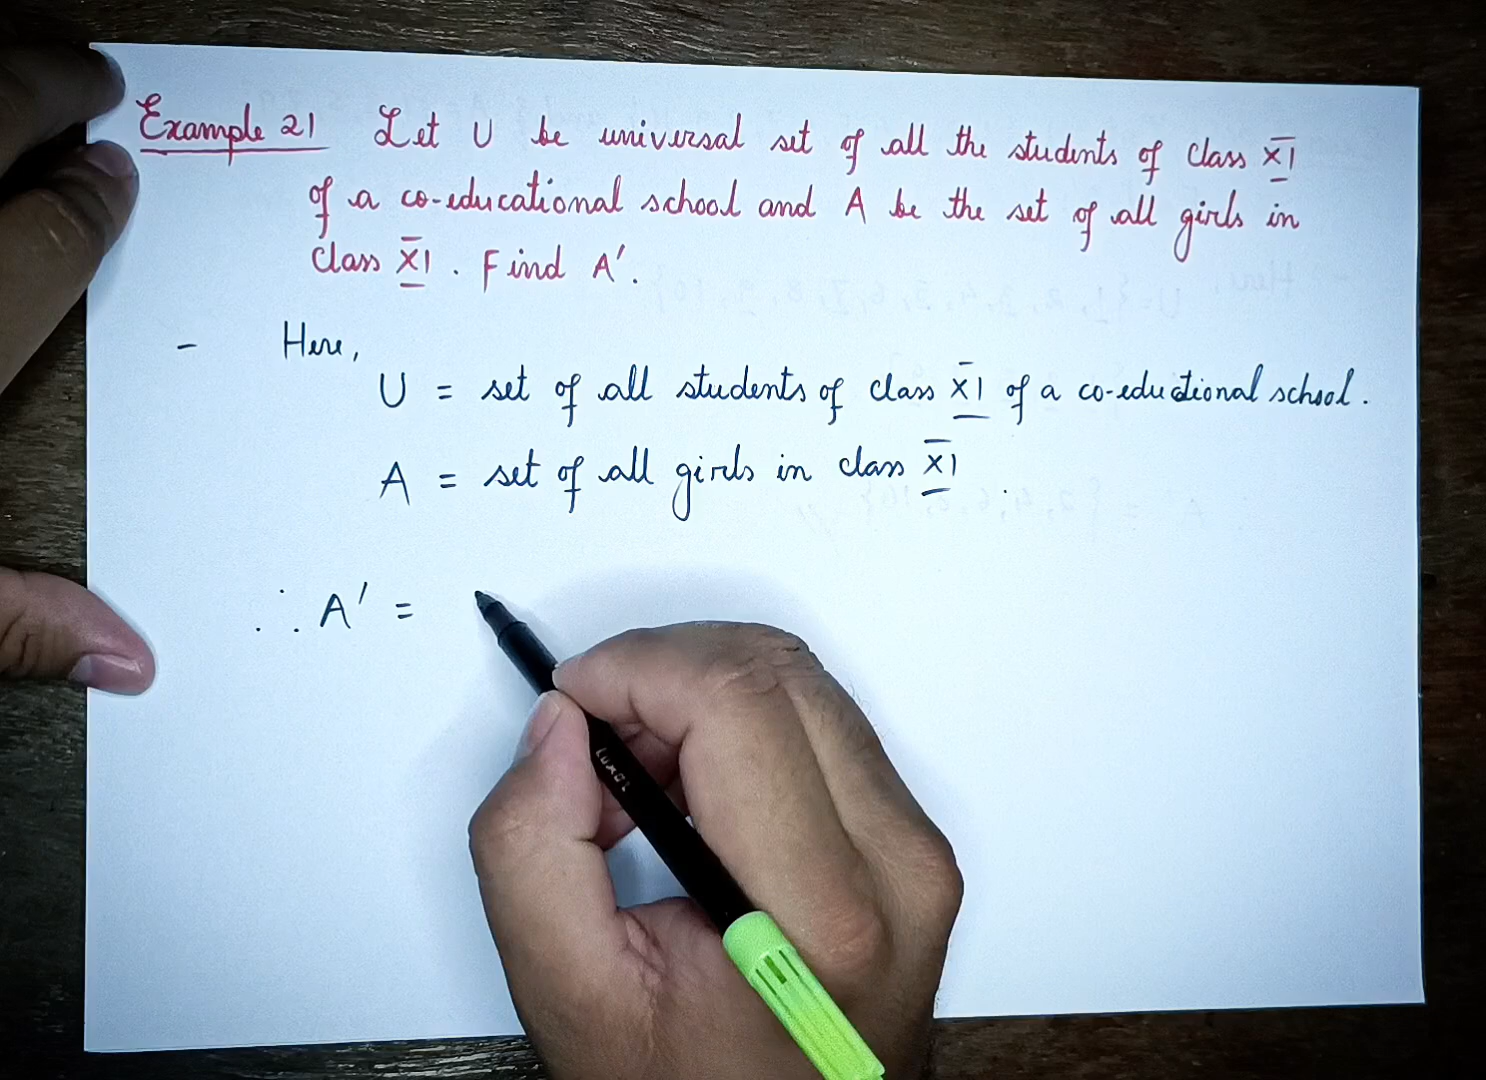 Example 21 Let U be universal set of all the students of class XI
of a co-educational school and A be the set of all girls in
class XI. Find A'.
- Here,
U = set of all students of class XI of a co-eductional school.
A = set of all girls in class XI.
∴ A' =
LUXOR